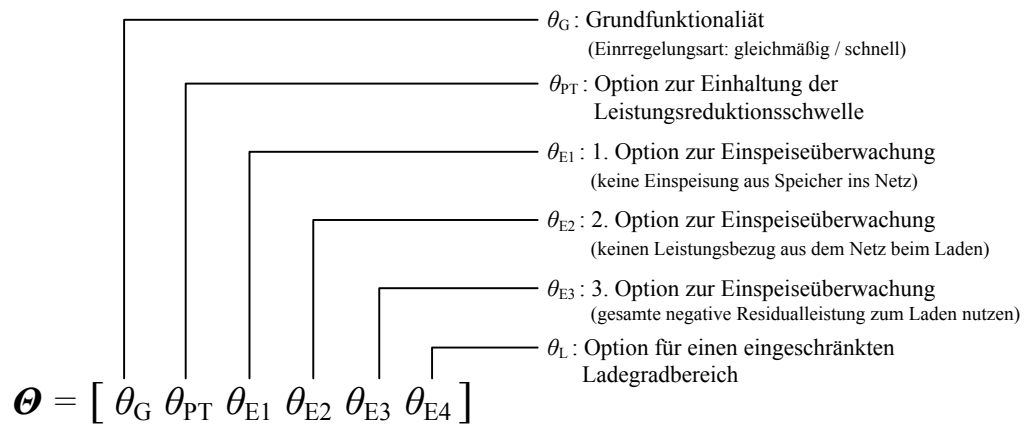 θG : Grundfunktionaliät
(Einrregelungsart: gleichmäßig / schnell)
θPT : Option zur Einhaltung der
Leistungsreduktionsschwelle
θE1 : 1. Option zur Einspeiseüberwachung
(keine Einspeisung aus Speicher ins Netz)
θE2 : 2. Option zur Einspeiseüberwachung
(keinen Leistungsbezug aus dem Netz beim Laden)
θE3 : 3. Option zur Einspeiseüberwachung
(gesamte negative Residualleistung zum Laden nutzen)
θL : Option für einen eingeschränkten
Ladegradbereich
Θ = [ θG θPT θE1 θE2 θE3 θE4 ]